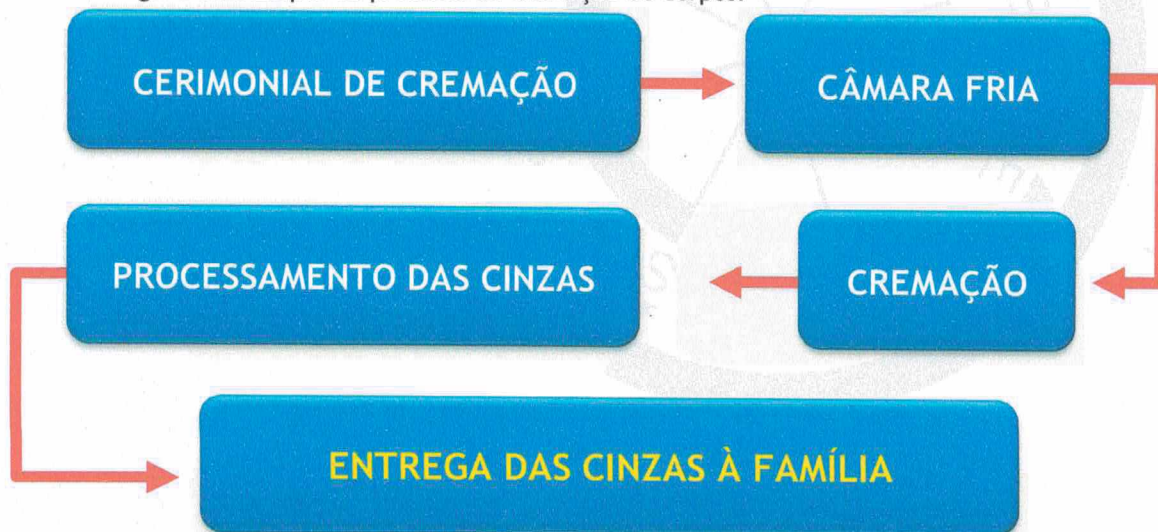 CERIMONIAL DE CREMAÇÃO
CÂMARA FRIA
CREMAÇÃO
PROCESSAMENTO DAS CINZAS
ENTREGA DAS CINZAS À FAMÍLIA